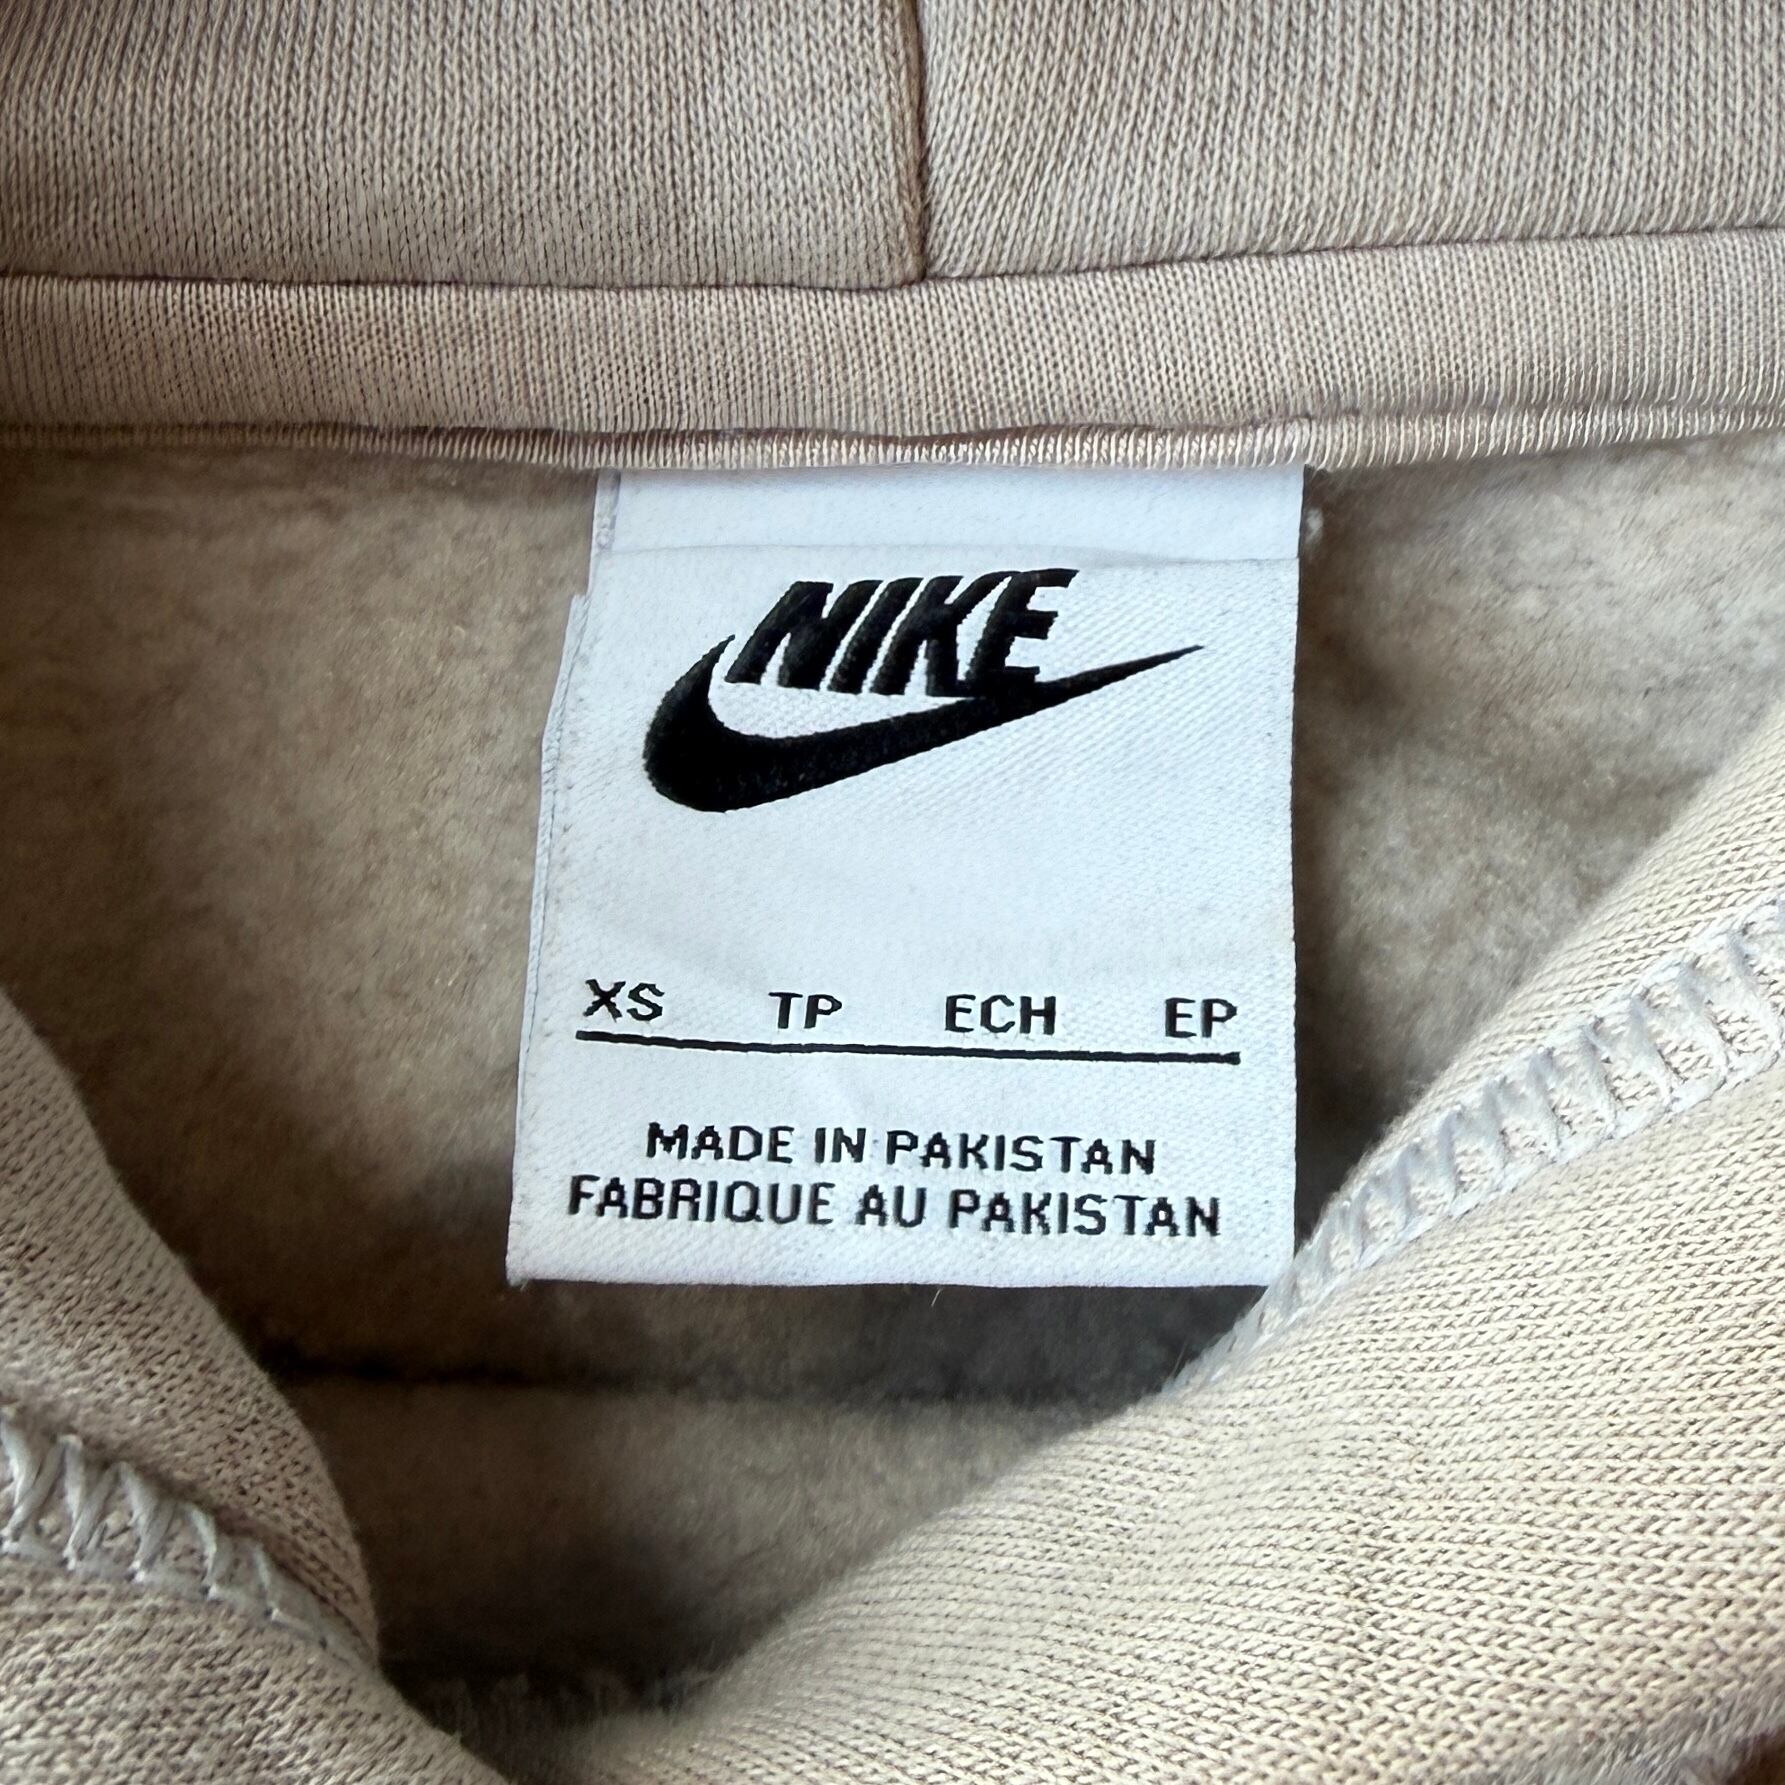 NIKE
XS TP ECH EP
MADE IN PAKISTAN
FABRIQUE AU PAKISTAN